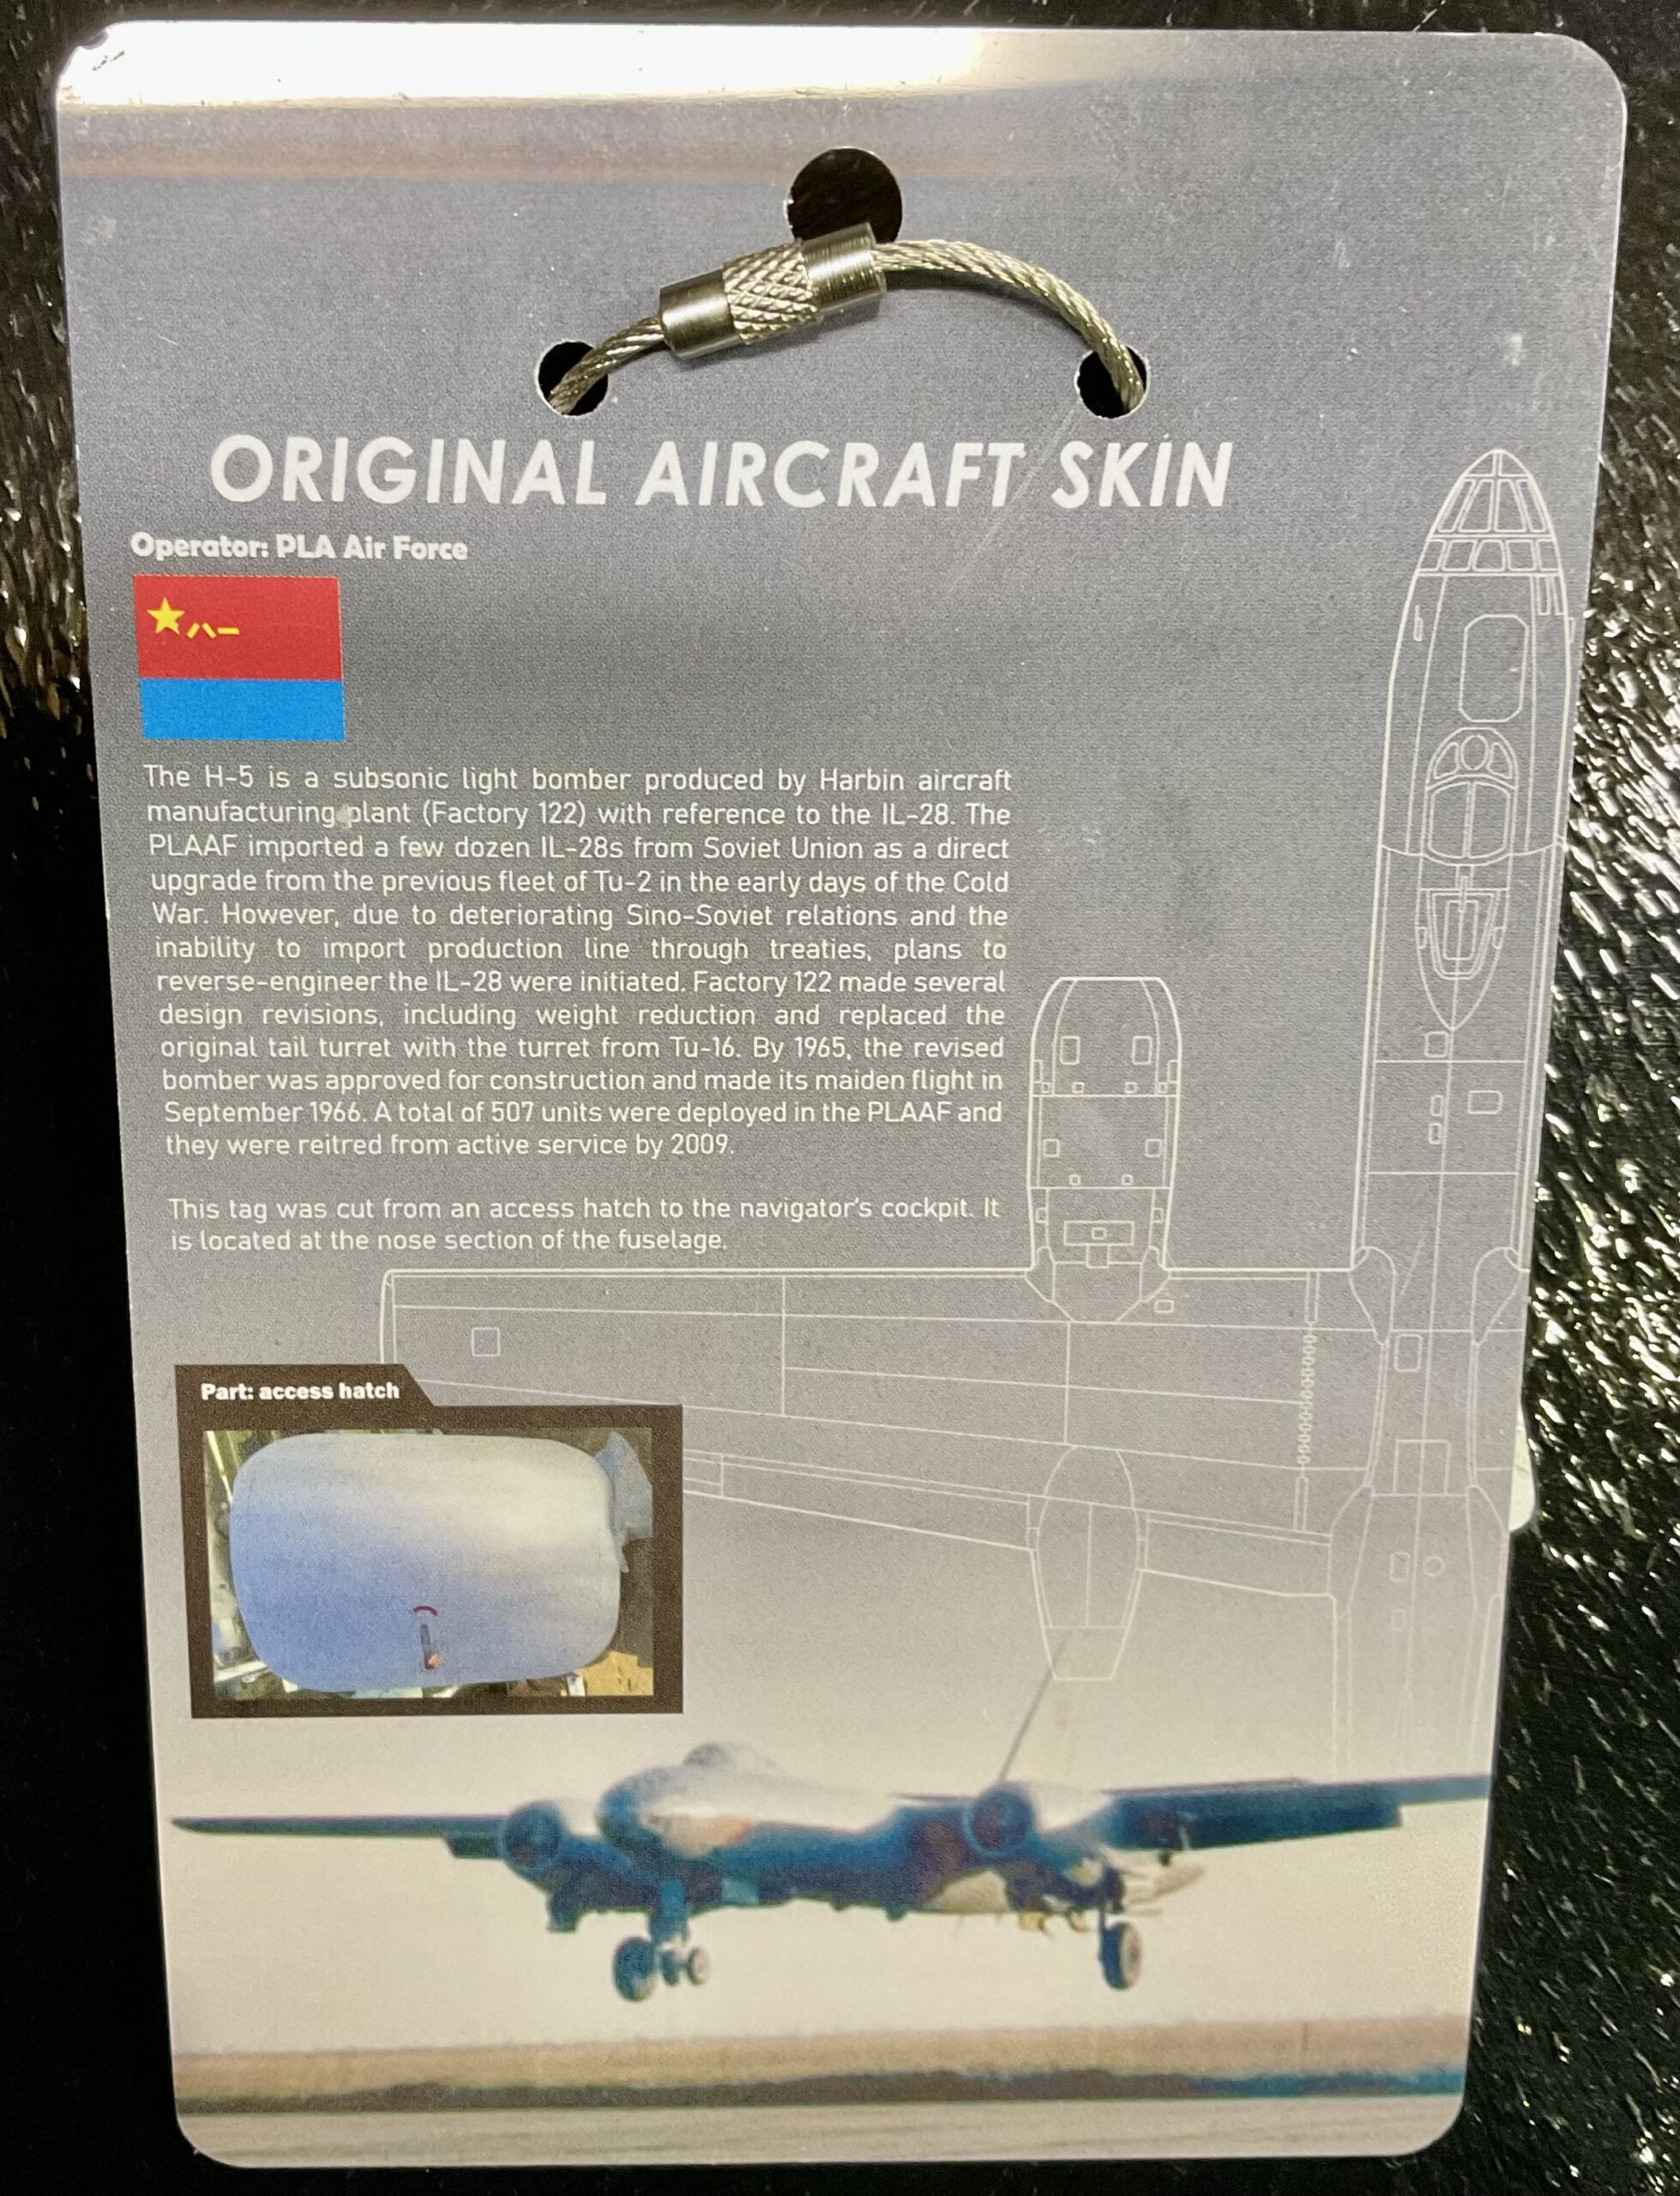 ORIGINAL AIRCRAFT SKIN
Operator: PLA Air Force
八一
The H-5 is a subsonic light bomber produced by Harbin aircraft
manufacturing plant (Factory 122) with reference to the IL-28. The
PLAAF imported a few dozen IL-28s from Soviet Union as a direct
upgrade from the previous fleet of Tu-2 in the early days of the Cold
War. However, due to deteriorating Sino-Soviet relations and the
inability to import production line through treaties, plans to
reverse-engineer the IL-28 were initiated. Factory 122 made several
design revisions, including weight reduction and replaced the
original tail turret with the turret from Tu-16. By 1965, the revised
bomber was approved for construction and made its maiden flight in
September 1966. A total of 507 units were deployed in the PLAAF and
they were reitred from active service by 2009.
This tag was cut from an access hatch to the navigator's cockpit. It
is located at the nose section of the fuselage.
Part: access hatch